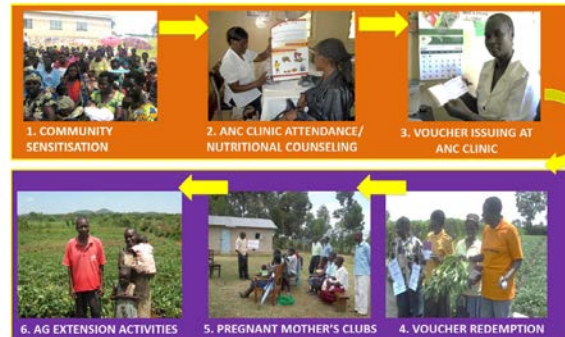 1. COMMUNITY
SENSITISATION
2. ANC CLINIC ATTENDANCE/
NUTRITIONAL COUNSELING
3. VOUCHER ISSUING AT
ANC CLINIC
6. AG EXTENSION ACTIVITIES
5. PREGNANT MOTHER'S CLUBS
4. VOUCHER REDEMPTION